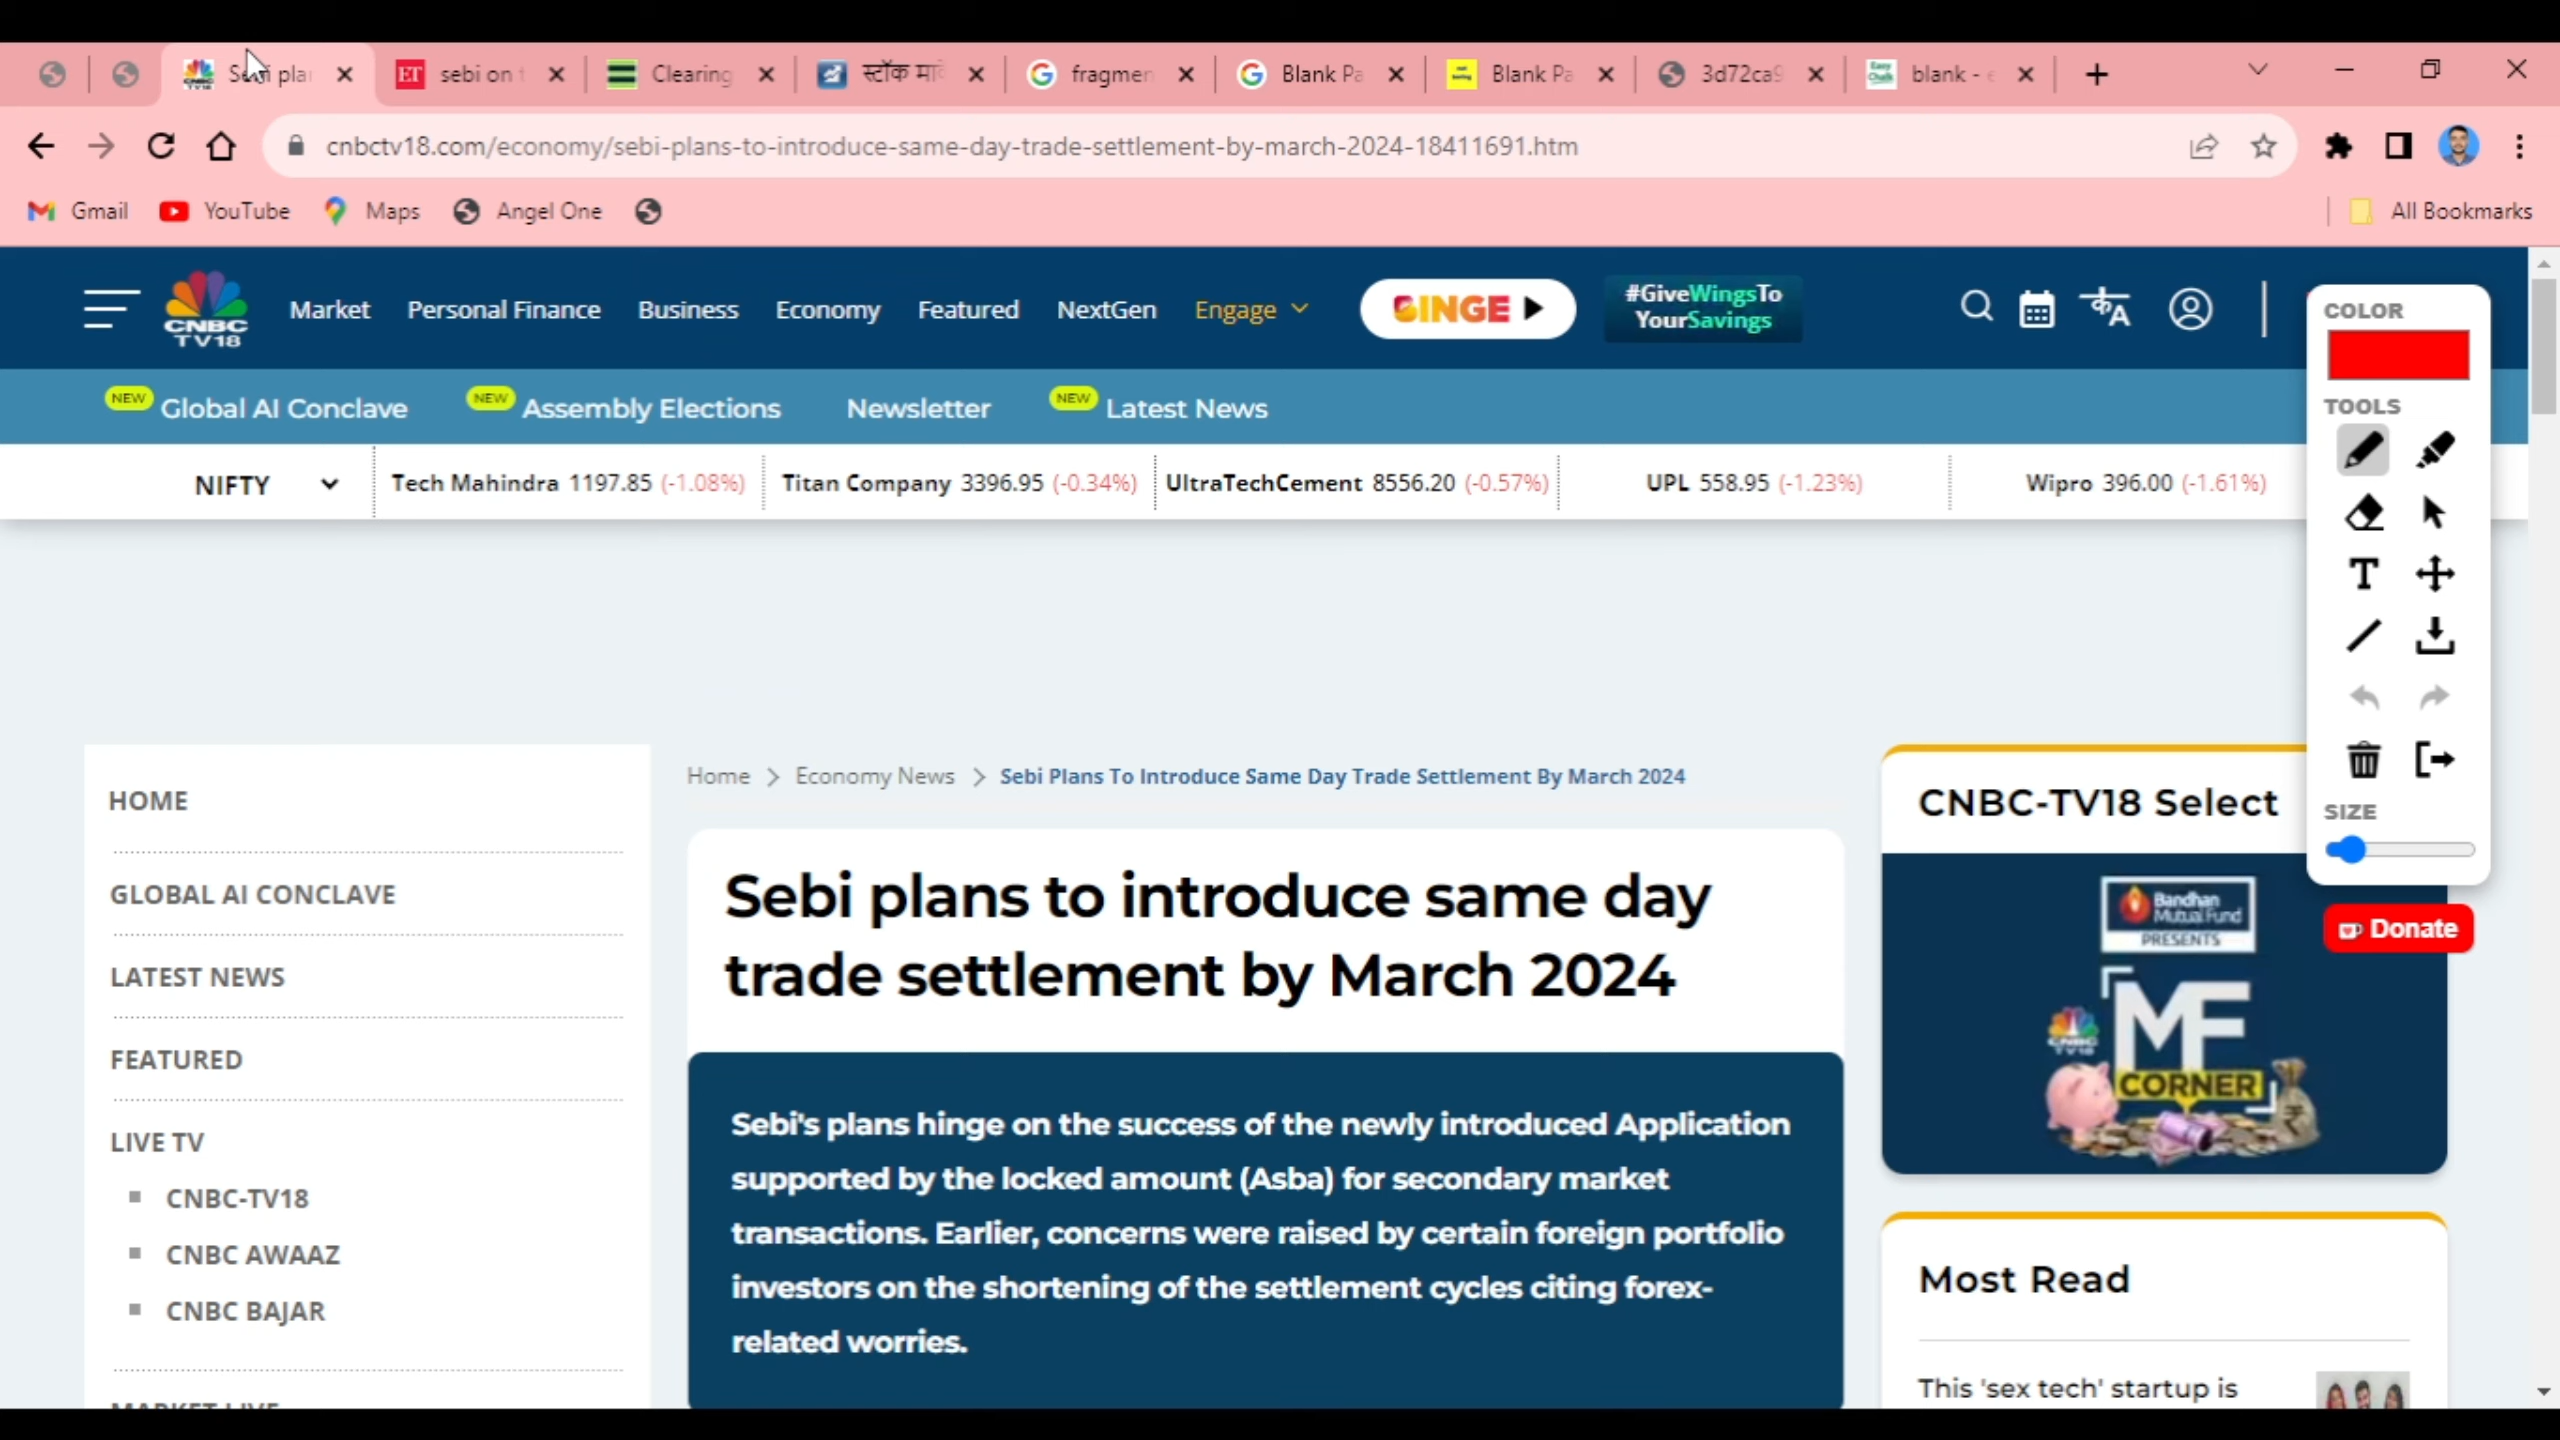 Sebi pla
sebi on t
Clearing
स्टॉक मार्
fragmen
Blank Pa
Blank Pa
3d72ca9
blank - e
cnbctv18.com/economy/sebi-plans-to-introduce-same-day-trade-settlement-by-march-2024-18411691.htm
Gmail
YouTube
Maps
Angel One
All Bookmarks
CNBC
TV18
Market
Personal Finance
Business
Economy
Featured
NextGen
Engage
BINGE
#GiveWingsTo
YourSavings
NEW Global AI Conclave
NEW Assembly Elections
Newsletter
NEW Latest News
NIFTY
Tech Mahindra 1197.85 (-1.08%)
Titan Company 3396.95 (-0.34%)
UltraTechCement 8556.20 (-0.57%)
UPL 558.95 (-1.23%)
Wipro 396.00 (-1.61%)
COLOR
TOOLS
SIZE
Donate
HOME
GLOBAL AI CONCLAVE
LATEST NEWS
FEATURED
LIVE TV
CNBC-TV18
CNBC AWAAZ
CNBC BAJAR
MARKET LIVE
Home > Economy News > Sebi Plans To Introduce Same Day Trade Settlement By March 2024
Sebi plans to introduce same day
trade settlement by March 2024
Sebi's plans hinge on the success of the newly introduced Application
supported by the locked amount (Asba) for secondary market
transactions. Earlier, concerns were raised by certain foreign portfolio
investors on the shortening of the settlement cycles citing forex-
related worries.
CNBC-TV18 Select
Bandhan
Mutual Fund
PRESENTS
MF
CORNER
Most Read
This 'sex tech' startup is